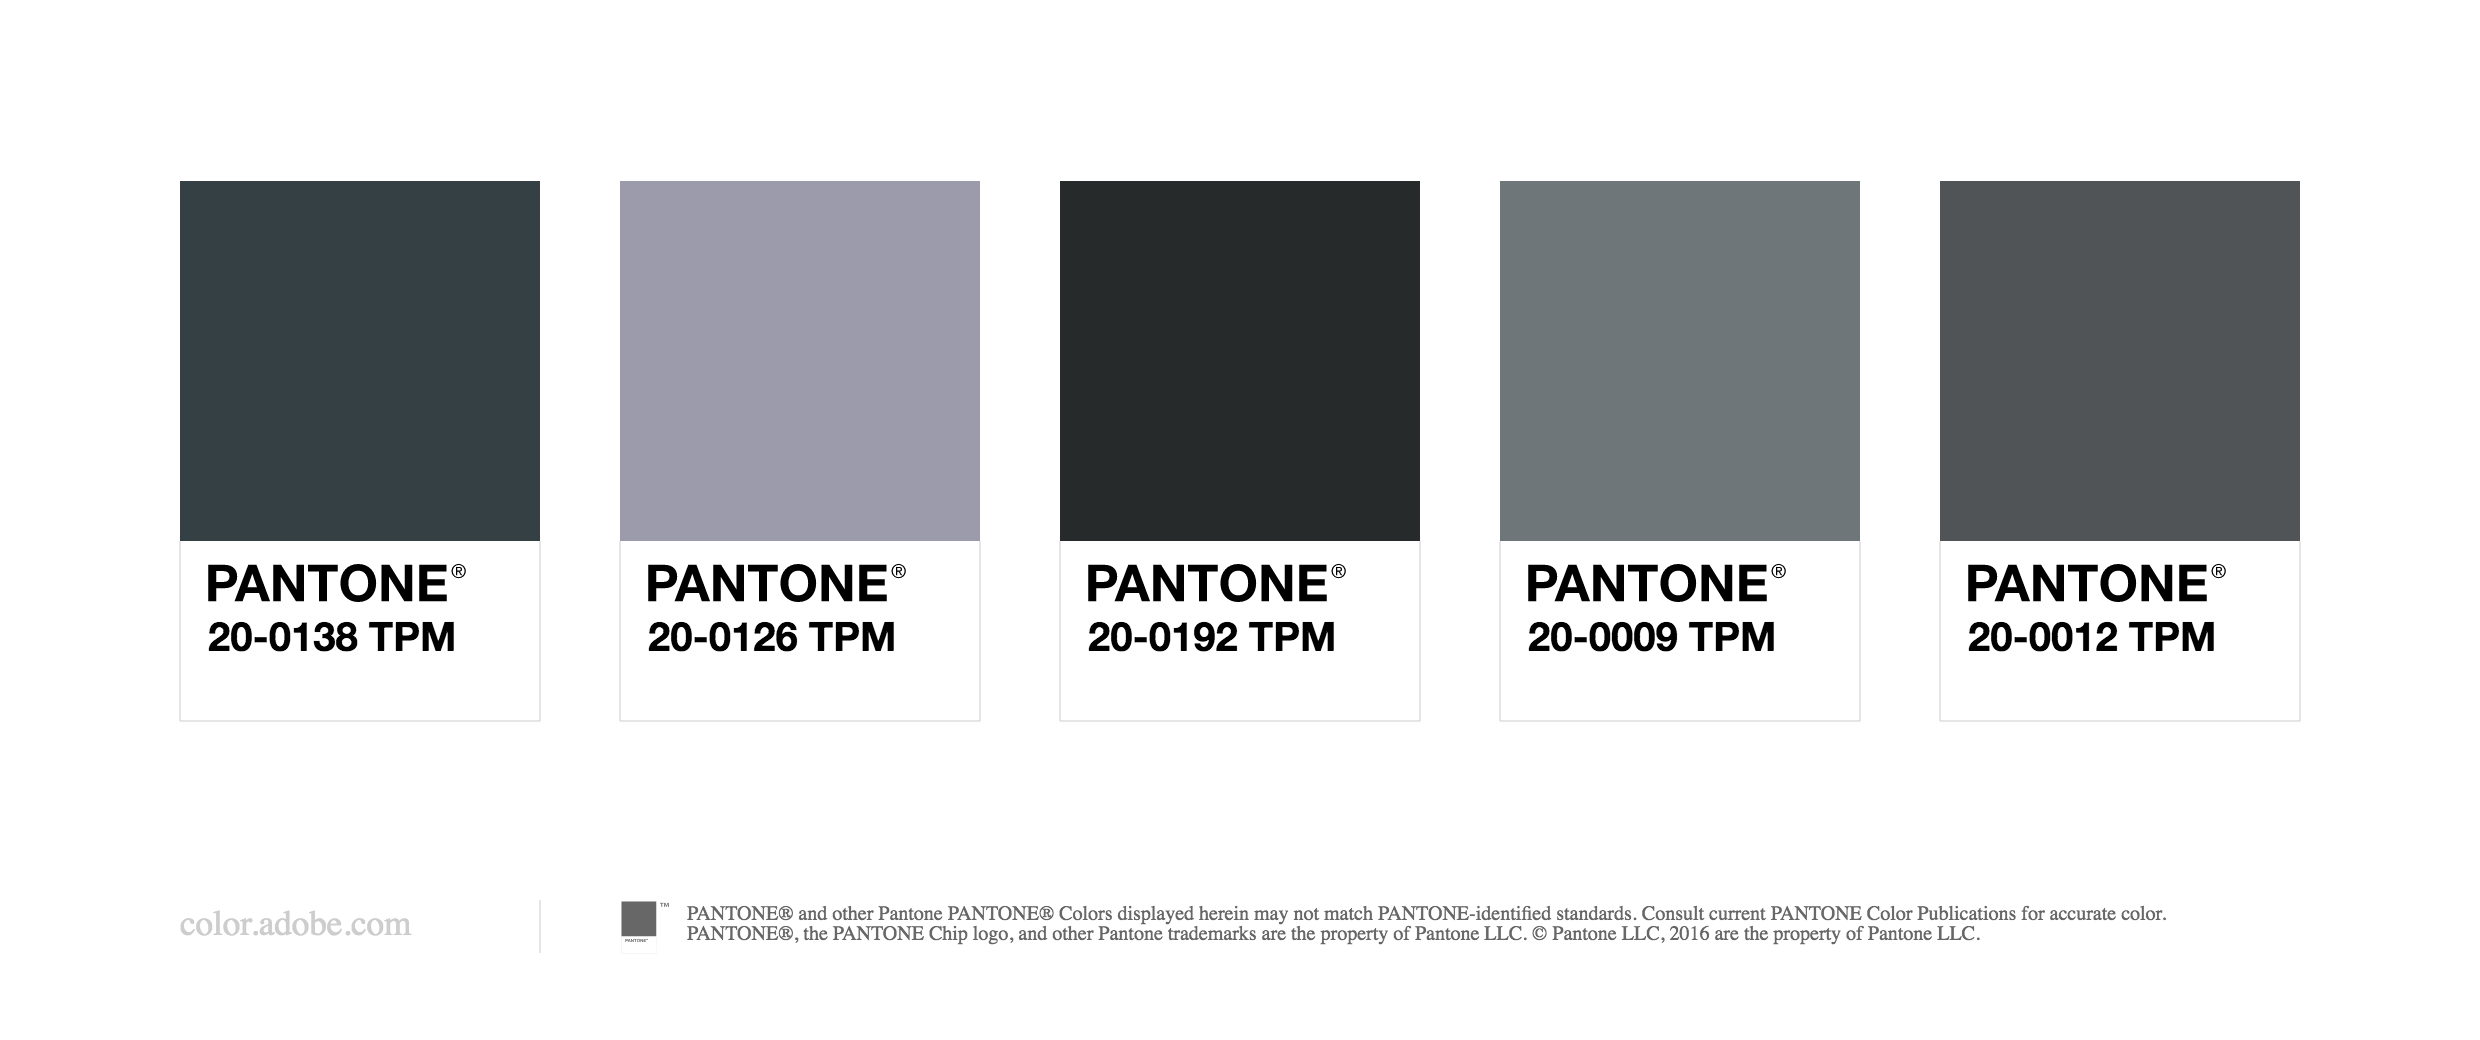 PANTONE®
20-0138 TPM
PANTONE®
20-0126 TPM
PANTONE®
20-0192 TPM
PANTONE®
20-0009 TPM
PANTONE®
20-0012 TPM
color.adobe.com
PANTONE™
PANTONE® and other Pantone PANTONE® Colors displayed herein may not match PANTONE-identified standards. Consult current PANTONE Color Publications for accurate color.
PANTONE®, the PANTONE Chip logo, and other Pantone trademarks are the property of Pantone LLC. © Pantone LLC, 2016 are the property of Pantone LLC.